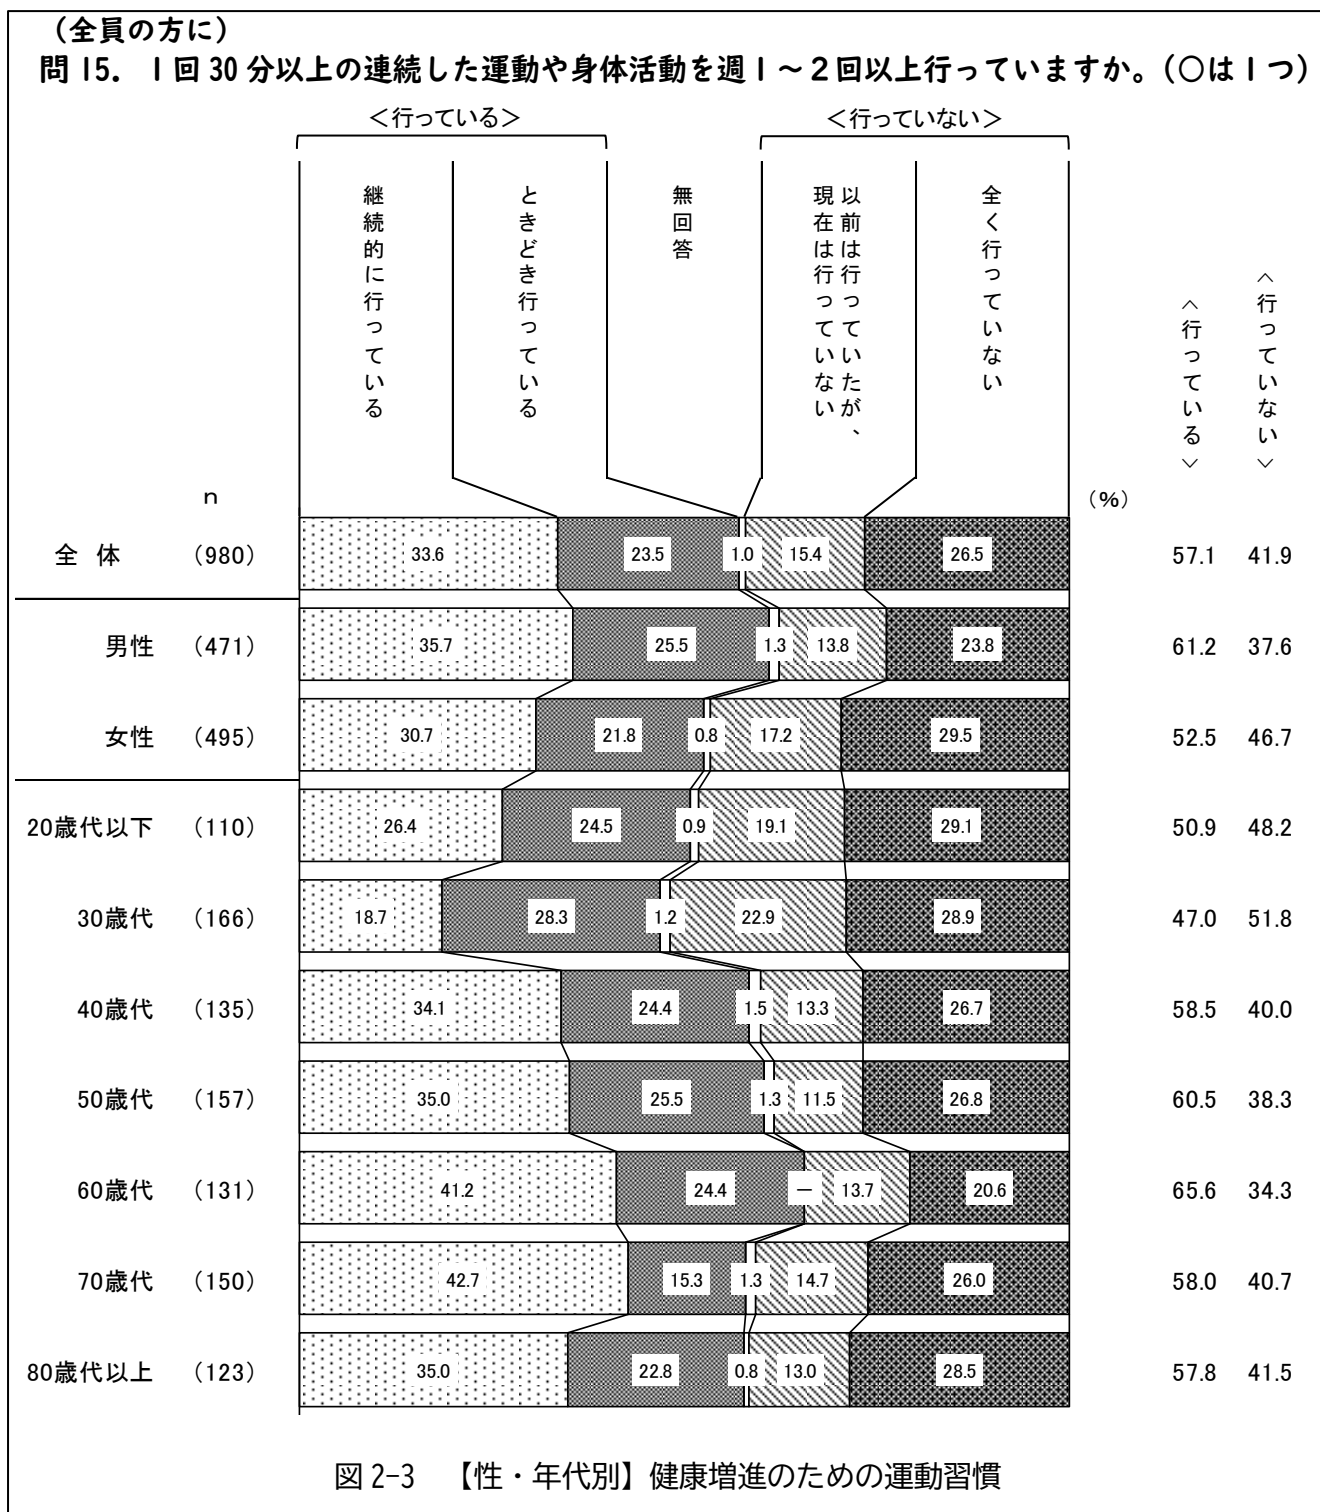 （全員の方に）
問15．１回30分以上の連続した運動や身体活動を週１～２回以上行っていますか。（○は１つ）
＜行っている＞ ＜行っていない＞
継続的に行っている
ときどき行っている
無回答
以前は行っていたが、
現在は行っていない
全く行っていない
＜行っている＞
＜行っていない＞
ｎ （％）
全 体 （980） 33.6 23.5 1.0 15.4 26.5 57.1 41.9
男性 （471） 35.7 25.5 1.3 13.8 23.8 61.2 37.6
女性 （495） 30.7 21.8 0.8 17.2 29.5 52.5 46.7
20歳代以下 （110） 26.4 24.5 0.9 19.1 29.1 50.9 48.2
30歳代 （166） 18.7 28.3 1.2 22.9 28.9 47.0 51.8
40歳代 （135） 34.1 24.4 1.5 13.3 26.7 58.5 40.0
50歳代 （157） 35.0 25.5 1.3 11.5 26.8 60.5 38.3
60歳代 （131） 41.2 24.4 － 13.7 20.6 65.6 34.3
70歳代 （150） 42.7 15.3 1.3 14.7 26.0 58.0 40.7
80歳代以上 （123） 35.0 22.8 0.8 13.0 28.5 57.8 41.5
図2-3 【性・年代別】健康増進のための運動習慣